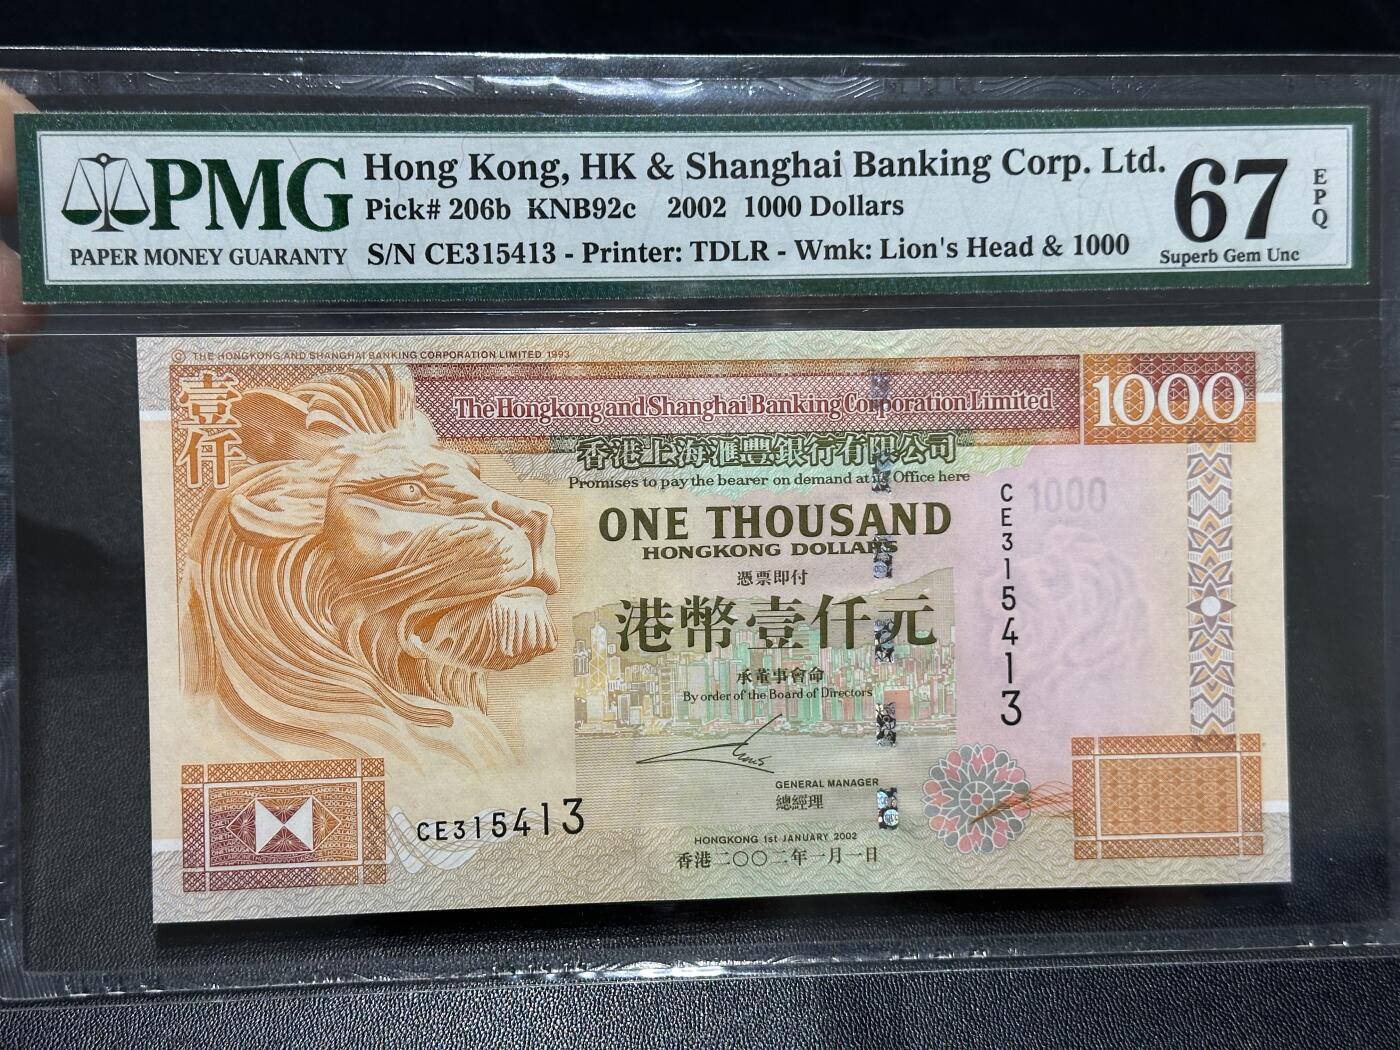 PMG
PAPER MONEY GUARANTY
Hong Kong, HK & Shanghai Banking Corp. Ltd.
Pick# 206b KNB92c 2002 1000 Dollars
S/N CE315413 - Printer: TDLR - Wmk: Lion's Head & 1000
67
EPQ
Superb Gem Unc
© THE HONGKONG AND SHANGHAI BANKING CORPORATION LIMITED 1993
壹仟
The Hongkong and Shanghai Banking Corporation Limited
1000
香港上海滙豐銀行有限公司
Promises to pay the bearer on demand at its Office here
1000
ONE THOUSAND
HONGKONG DOLLARS
CE315413
憑票即付
港幣壹仟元
承董事會命
By order of the Board of Directors
GENERAL MANAGER
總經理
CE315413
HONGKONG 1st JANUARY 2002
香港二〇〇二年一月一日